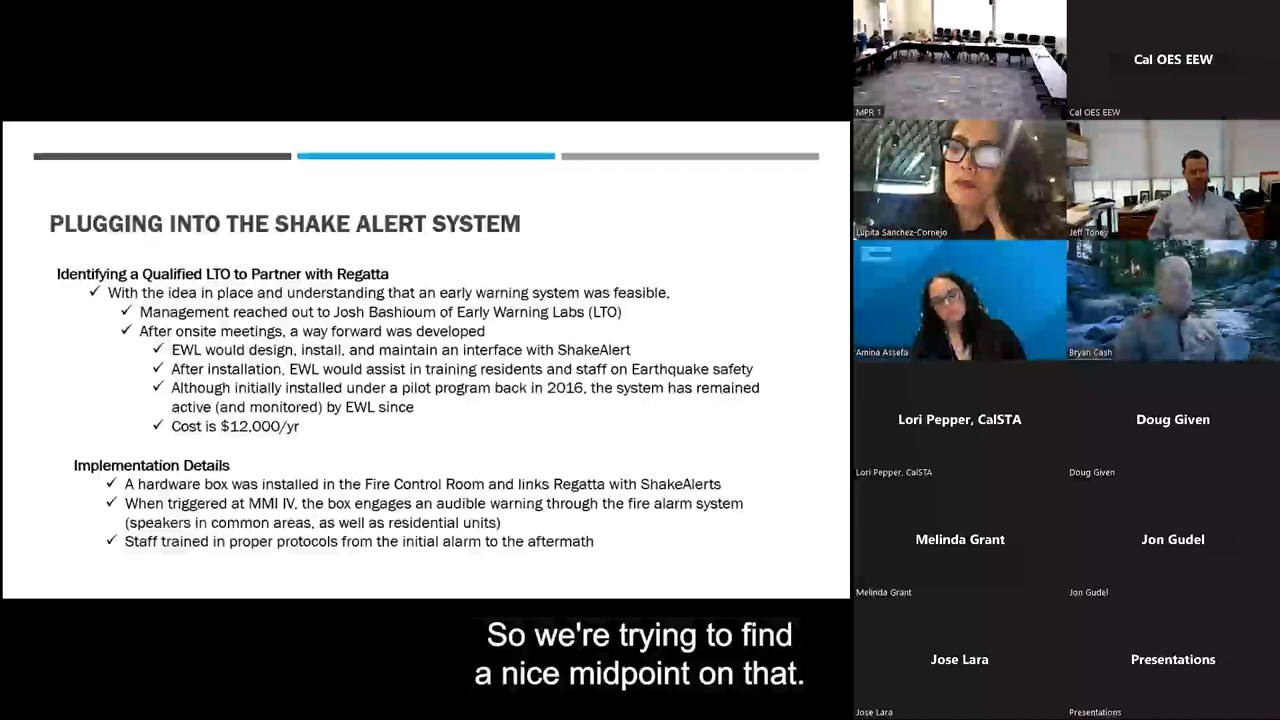 PLUGGING INTO THE SHAKE ALERT SYSTEM
Identifying a Qualified LTO to Partner with Regatta
With the idea in place and understanding that an early warning system was feasible,
Management reached out to Josh Bashioum of Early Warning Labs (LTO)
After onsite meetings, a way forward was developed
EWL would design, install, and maintain an interface with ShakeAlert
After installation, EWL would assist in training residents and staff on Earthquake safety
Although initially installed under a pilot program back in 2016, the system has remained
active (and monitored) by EWL since
Cost is $12,000/yr
Implementation Details
A hardware box was installed in the Fire Control Room and links Regatta with ShakeAlerts
When triggered at MMI IV, the box engages an audible warning through the fire alarm system
(speakers in common areas, as well as residential units)
Staff trained in proper protocols from the initial alarm to the aftermath
So we're trying to find
a nice midpoint on that.
MPR 1
Cal OES EEW
Cal OES EEW
Lupita Sanchez-Cornejo
Jeff Toney
Amina Assefa
Bryan Cash
Lori Pepper, CalSTA
Lori Pepper, CalSTA
Doug Given
Doug Given
Melinda Grant
Melinda Grant
Jon Gudel
Jon Gudel
Jose Lara
Jose Lara
Presentations
Presentations